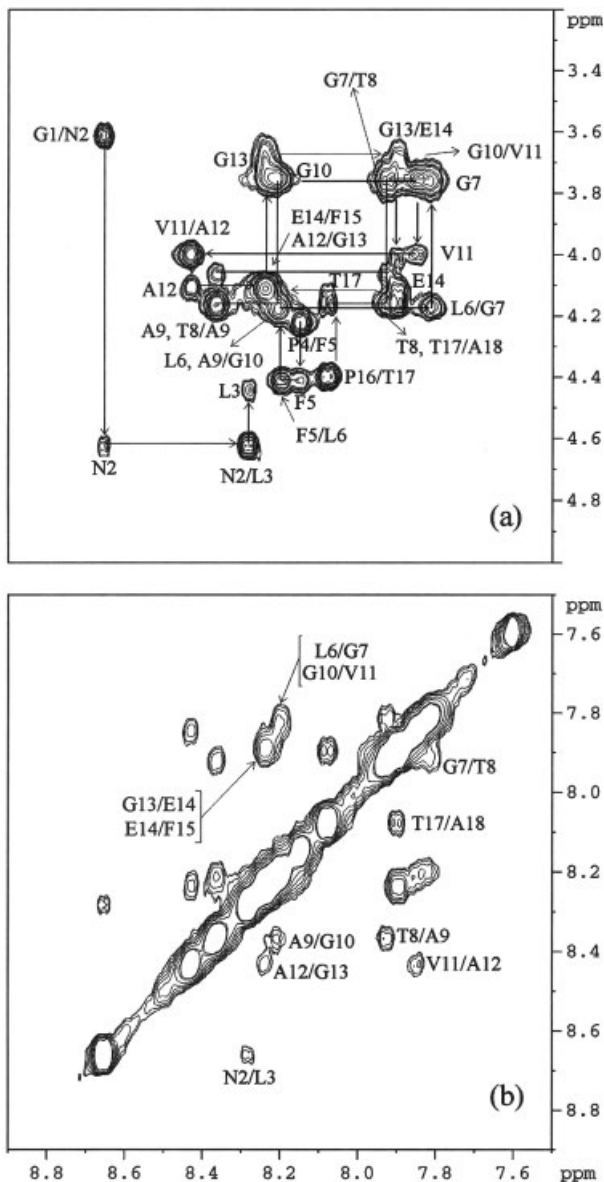 ppm
3.4
G7/T8
G13/E14
G1/N2
3.6
G13
G10
G10/V11
G7
3.8
E14/F15
V11/A12
A12/G13
V11
4.0
A12
T17
E14
L6/G7
A9, T8/A9
4.2
P4/F5
T8, T17/A18
L6, A9/G10
P16/T17
L3
F5
4.4
F5/L6
N2
N2/L3
4.6
(a)
4.8
ppm
7.6
L6/G7
G10/V11
7.8
G7/T8
G13/E14
E14/F15
8.0
T17/A18
8.2
A9/G10
T8/A9
8.4
A12/G13
V11/A12
N2/L3
8.6
(b)
8.8
8.8 8.6 8.4 8.2 8.0 7.8 7.6 ppm